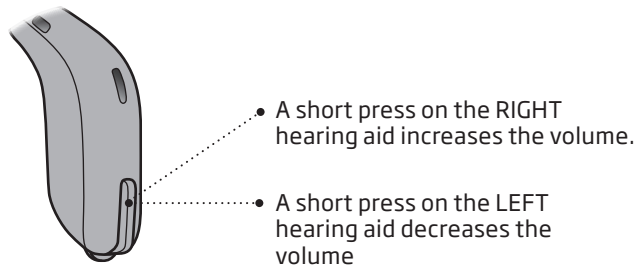 A short press on the RIGHT
hearing aid increases the volume.
A short press on the LEFT
hearing aid decreases the
volume